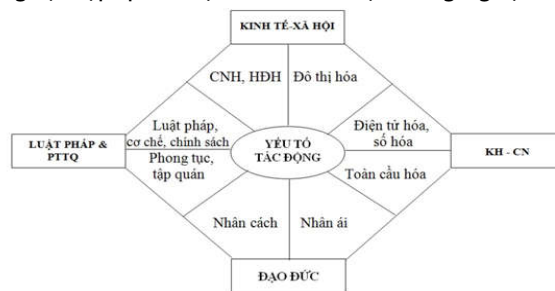 KINH TẾ-XÃ HỘI
CNH, HĐH
Đô thị hóa
Luật pháp,
cơ chế, chính sách
Điện tử hóa,
số hóa
LUẬT PHÁP &
PTTQ
YẾU TỐ
TÁC ĐỘNG
KH - CN
Phong tục,
tập quán
Toàn cầu hóa
Nhân cách
Nhân ái
ĐẠO ĐỨC